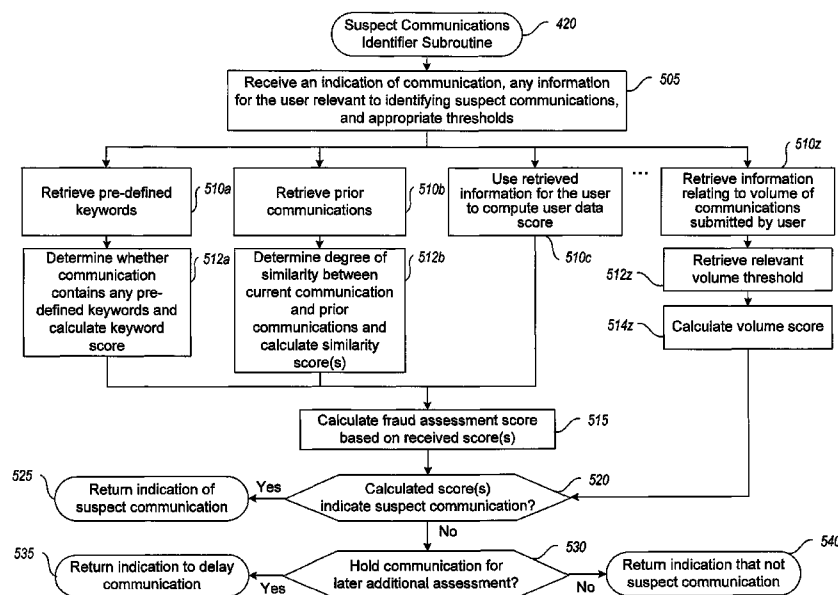 Suspect Communications
Identifier Subroutine
420
Receive an indication of communication, any information
for the user relevant to identifying suspect communications,
and appropriate thresholds
505
Retrieve pre-defined
keywords
510a
Retrieve prior
communications
510b
Use retrieved
information for the user
to compute user data
score
510c
...
510z
Retrieve information
relating to volume of
communications
submitted by user
Determine whether
communication
contains any pre-
defined keywords and
calculate keyword
score
512a
Determine degree of
similarity between
current communication
and prior
communications and
calculate similarity
score(s)
512b
512z
Retrieve relevant
volume threshold
514z
Calculate volume score
Calculate fraud assessment score
based on received score(s)
515
525
Return indication of
suspect communication
Yes
Calculated score(s)
indicate suspect communication?
520
No
535
Return indication to delay
communication
Yes
Hold communication for
later additional assessment?
530
No
Return indication that not
suspect communication
540